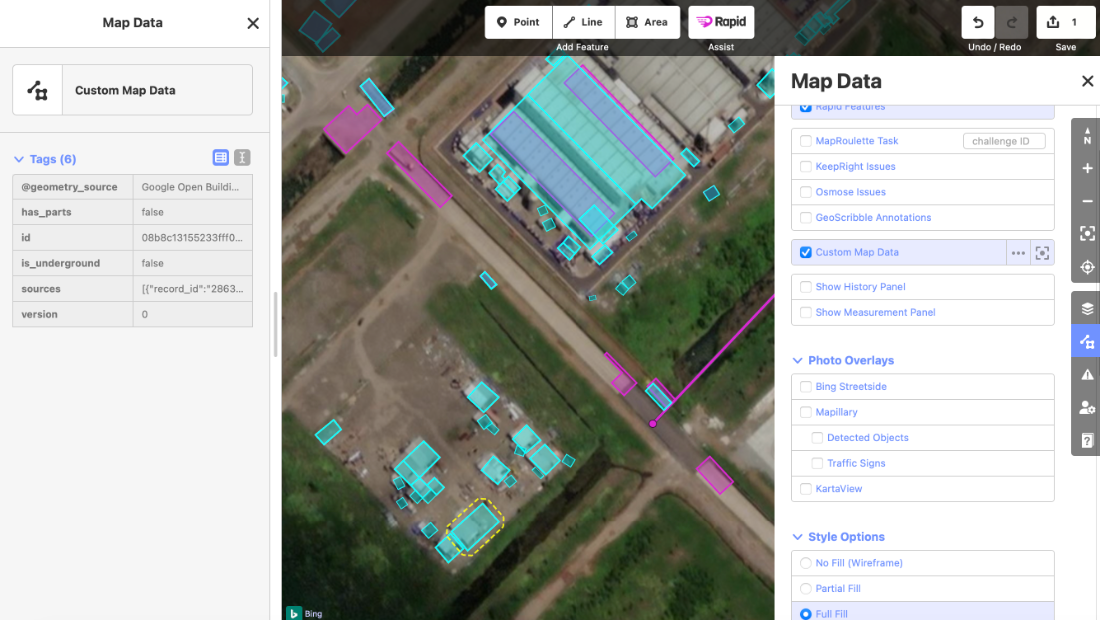 Map Data
Custom Map Data
Tags (6)
@geometry_source Google Open Buildi...
has_parts false
id 08b8c13155233fff0...
is_underground false
sources [{"record_id":"2863...
version 0
Point
Line
Area
Add Feature
Rapid
Assist
Undo / Redo
1
Save
Bing
Map Data
Rapid Features
MapRoulette Task challenge ID
KeepRight Issues
Osmose Issues
GeoScribble Annotations
Custom Map Data
Show History Panel
Show Measurement Panel
Photo Overlays
Bing Streetside
Mapillary
Detected Objects
Traffic Signs
KartaView
Style Options
No Fill (Wireframe)
Partial Fill
Full Fill
N